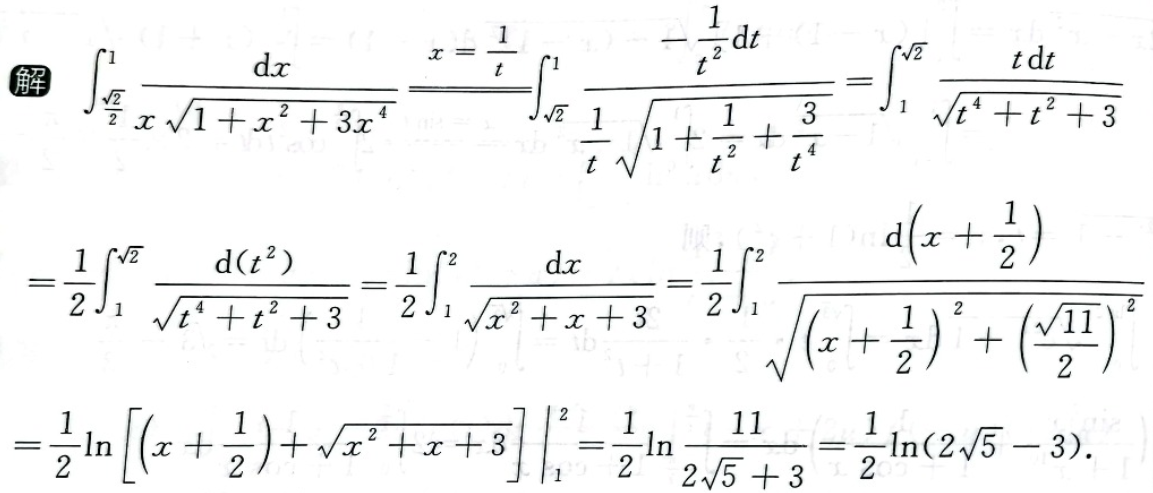 解 $\int_{\frac{\sqrt{2}}{2}}^{1} \frac{\mathrm{d}x}{x\sqrt{1+x^2+3x^4}} \xlongequal{x=\frac{1}{t}} \int_{\sqrt{2}}^{1} \frac{-\frac{1}{t^2}\mathrm{d}t}{\frac{1}{t}\sqrt{1+\frac{1}{t^2}+\frac{3}{t^4}}} = \int_{1}^{\sqrt{2}} \frac{t\,\mathrm{d}t}{\sqrt{t^4+t^2+3}}$
$= \frac{1}{2}\int_{1}^{\sqrt{2}} \frac{\mathrm{d}(t^2)}{\sqrt{t^4+t^2+3}} = \frac{1}{2}\int_{1}^{2} \frac{\mathrm{d}x}{\sqrt{x^2+x+3}} = \frac{1}{2}\int_{1}^{2} \frac{\mathrm{d}\left(x+\frac{1}{2}\right)}{\sqrt{\left(x+\frac{1}{2}\right)^2+\left(\frac{\sqrt{11}}{2}\right)^2}}$
$= \frac{1}{2}\ln\left[\left(x+\frac{1}{2}\right)+\sqrt{x^2+x+3}\right]\Big|_{1}^{2} = \frac{1}{2}\ln\frac{11}{2\sqrt{5}+3} = \frac{1}{2}\ln(2\sqrt{5}-3).$